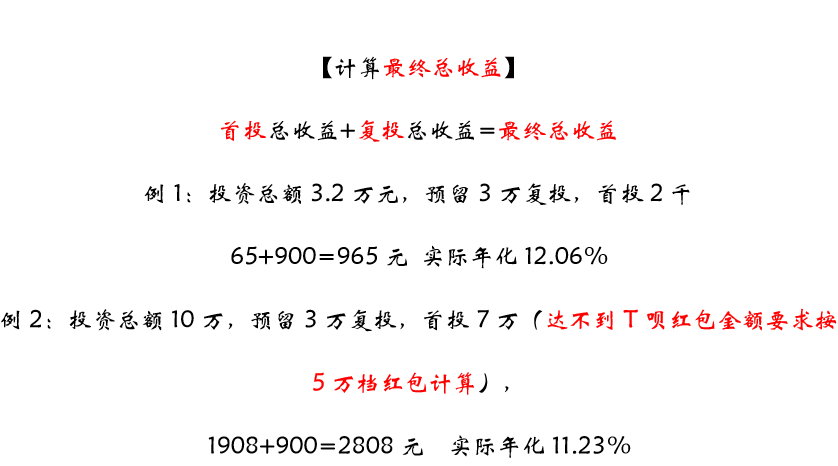 【计算最终总收益】
首投总收益+复投总收益=最终总收益
例 1：投资总额 3.2 万元，预留 3 万复投，首投 2 千
65+900=965 元 实际年化 12.06%
例 2：投资总额 10 万，预留 3 万复投，首投 7 万（达不到 T 呗红包金额要求按
5 万档红包计算），
1908+900=2808 元 实际年化 11.23%